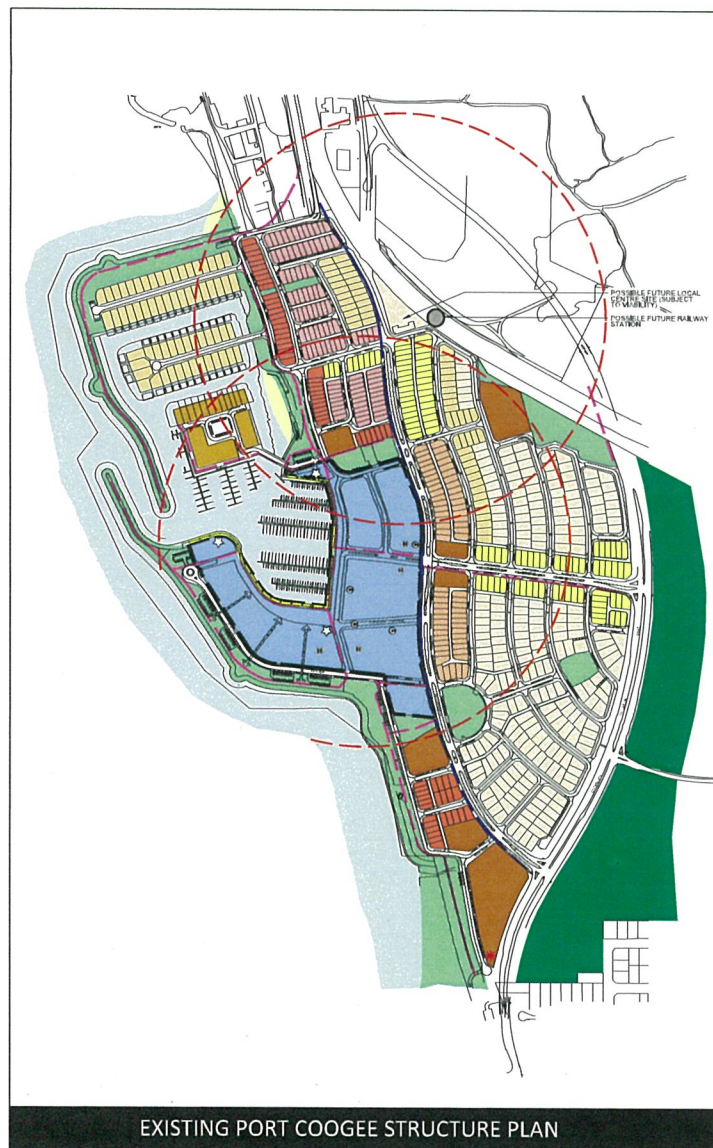 POSSIBLE FUTURE LOCAL
CENTRE SITE (SUBJECT
TO VIABILITY)
POSSIBLE FUTURE RAILWAY
STATION
EXISTING PORT COOGEE STRUCTURE PLAN